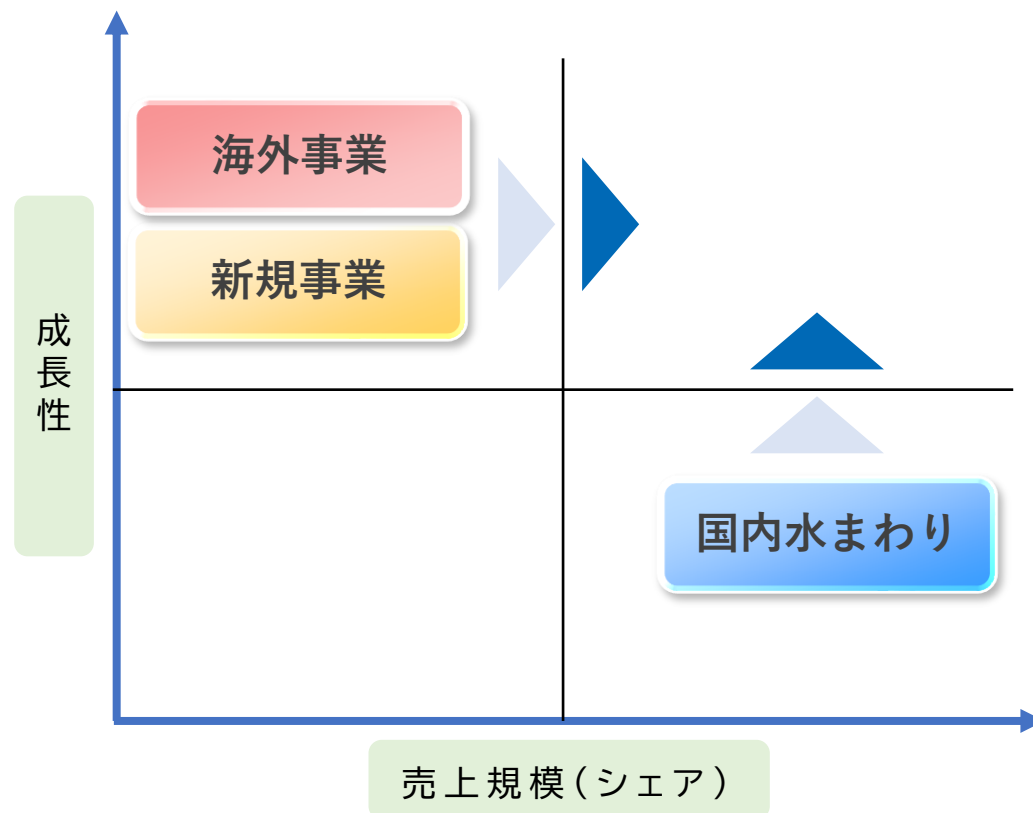 海外事業
新規事業
成長性
国内水まわり
売上規模(シェア)